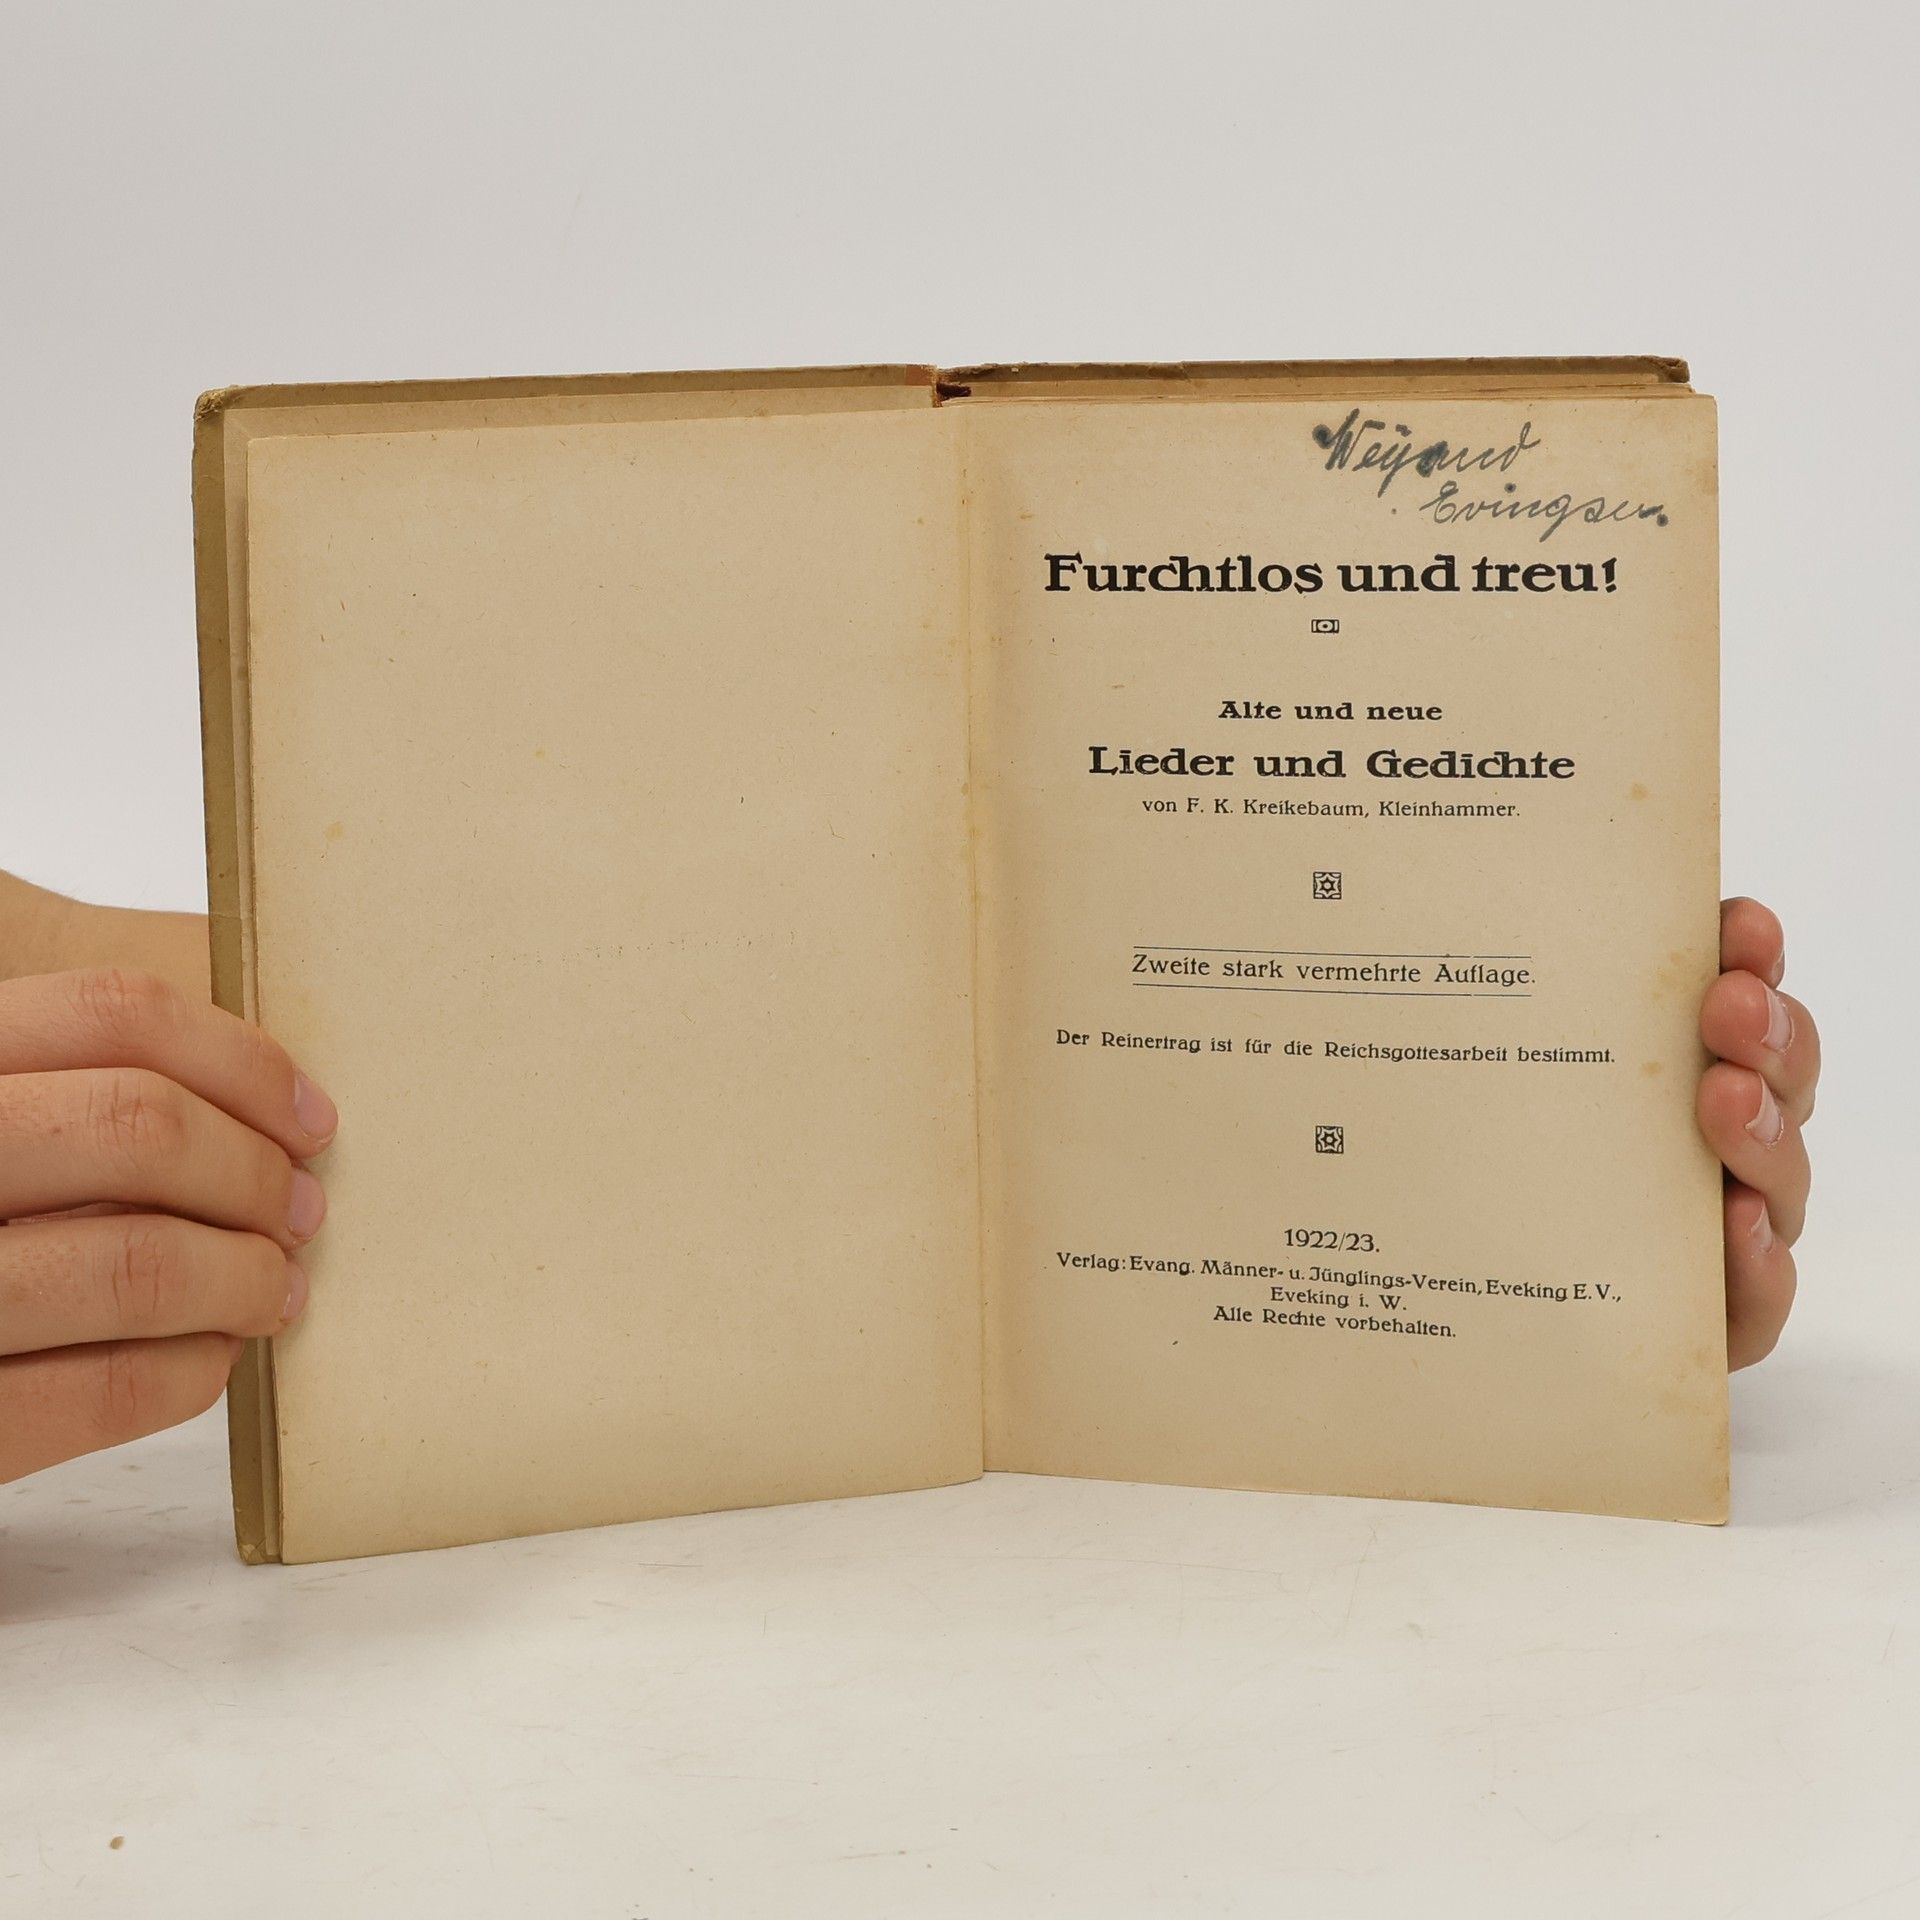 Weÿand
Evingsen.
Furchtlos und treu!
Alte und neue
Lieder und Gedichte
von F. K. Kreikebaum, Kleinhammer.
Zweite stark vermehrte Auflage.
Der Reinertrag ist für die Reichsgottesarbeit bestimmt.
1922/23.
Verlag: Evang. Männer- u. Jünglings-Verein, Eveking E. V.,
Eveking i. W.
Alle Rechte vorbehalten.